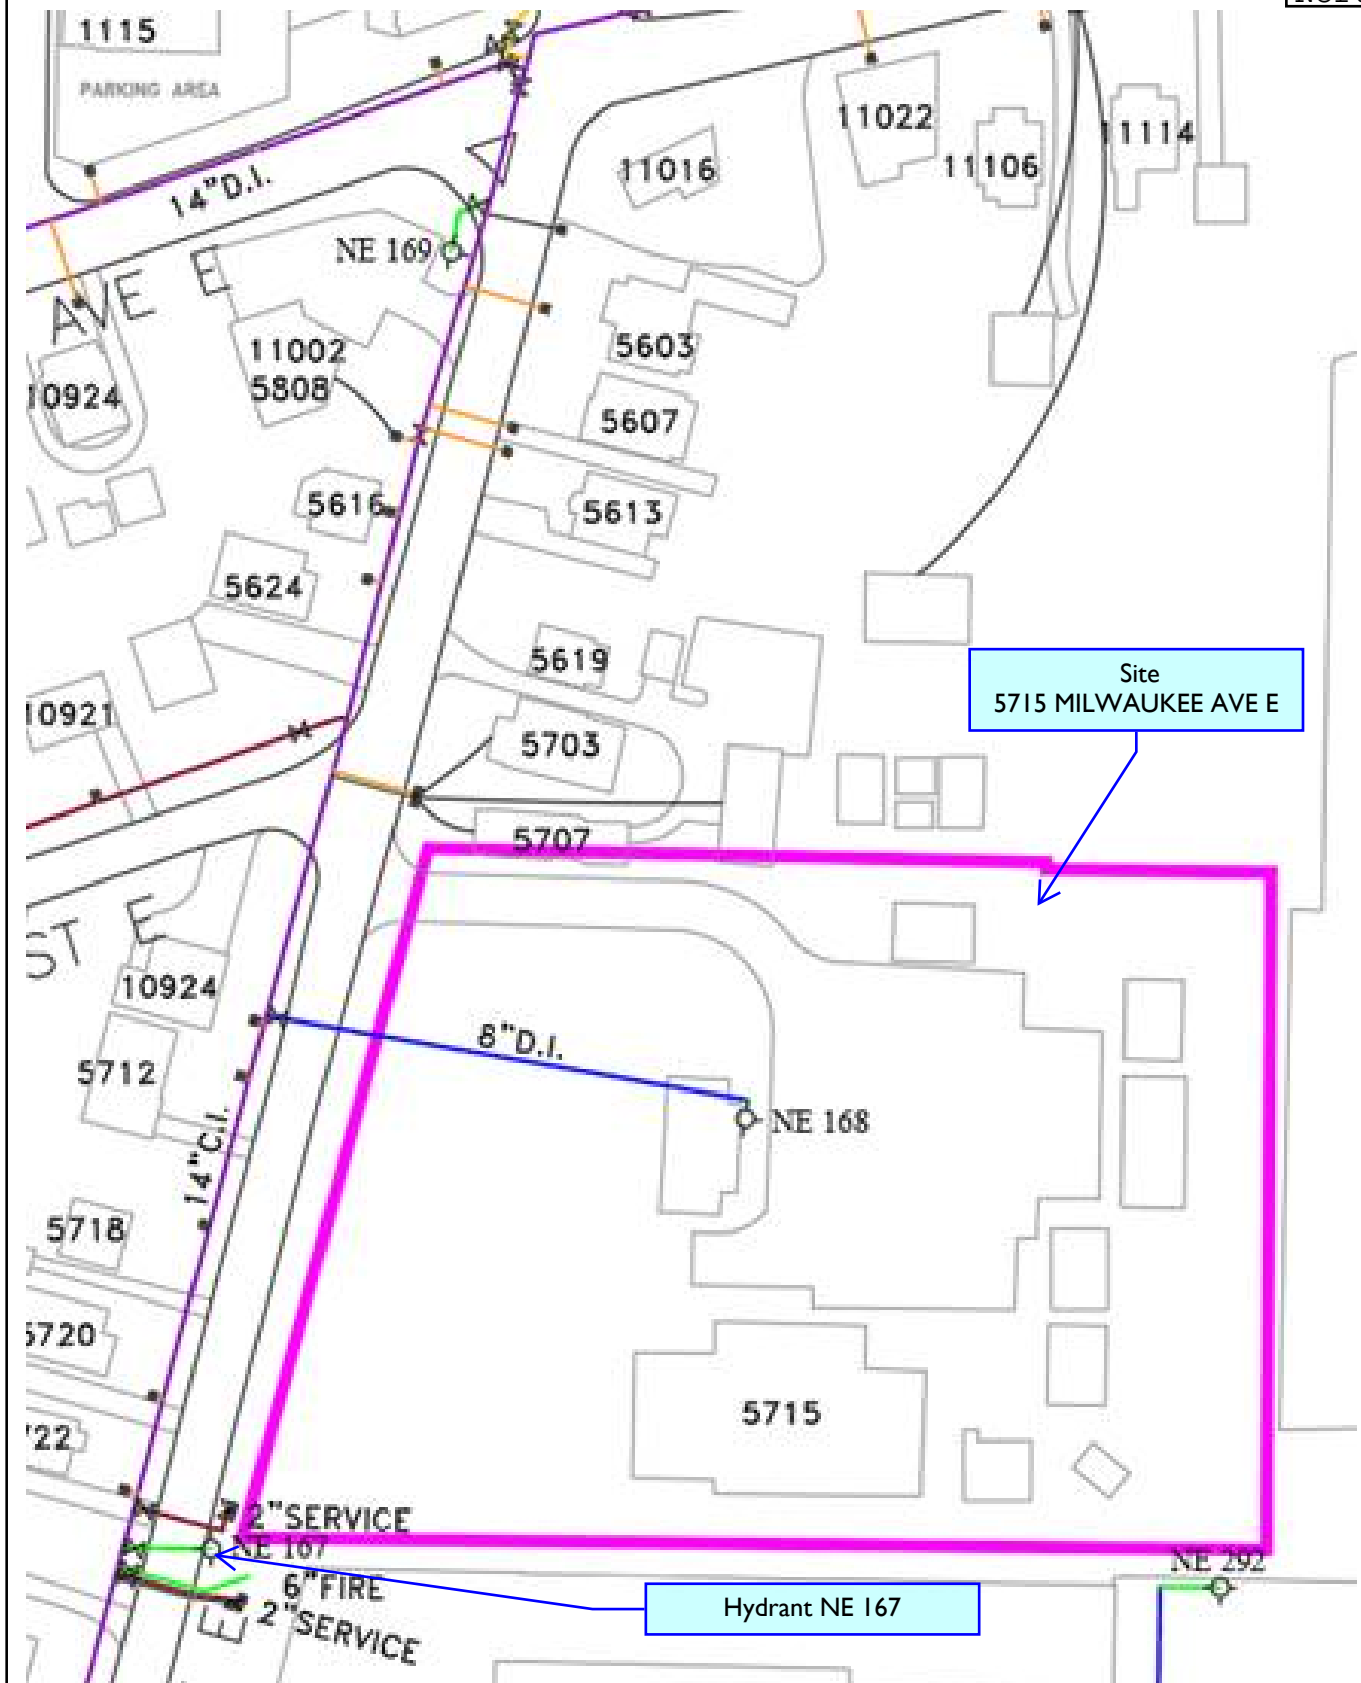 1115
PARKING AREA
14"D.I.
11016
11022
11106
11114
NE 169
AVE E
11002
5808
10924
5603
5607
5616
5613
5624
5619
Site
5715 MILWAUKEE AVE E
10921
5703
5707
ST E
10924
8"D.I.
5712
NE 168
14"C.I.
5718
5720
722
5715
2"SERVICE
NE 167
NE 292
6"FIRE
Hydrant NE 167
2"SERVICE